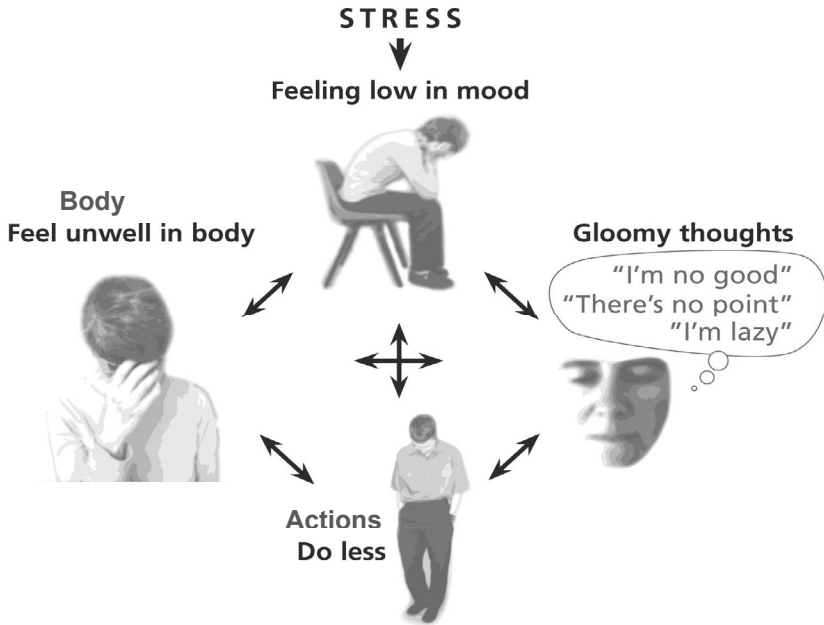 STRESS
Feeling low in mood
Body
Feel unwell in body
Gloomy thoughts
"I'm no good"
"There's no point"
"I'm lazy"
Actions
Do less